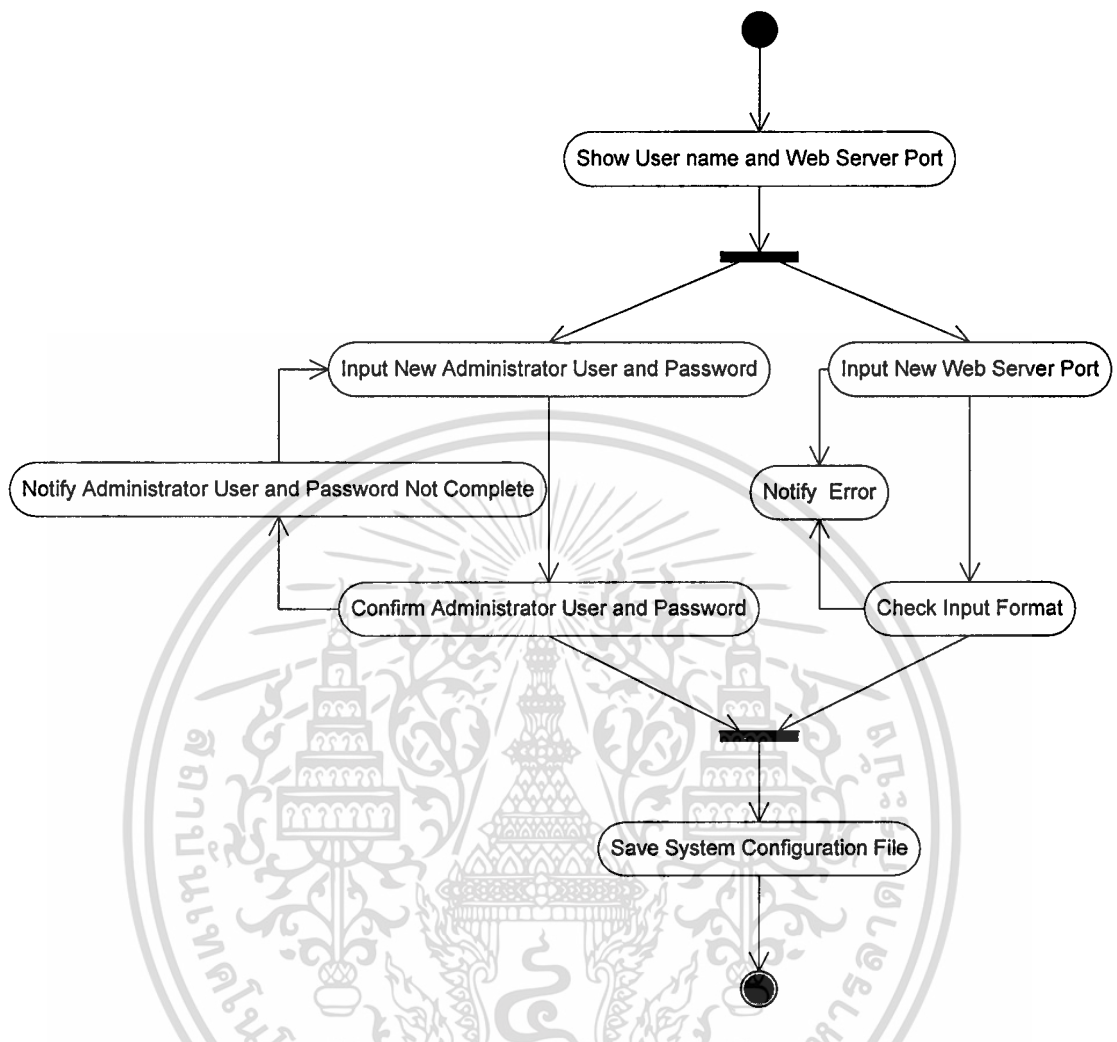 Show User name and Web Server Port
Input New Administrator User and Password
Input New Web Server Port
Notify Administrator User and Password Not Complete
Notify Error
Confirm Administrator User and Password
Check Input Format
Save System Configuration File